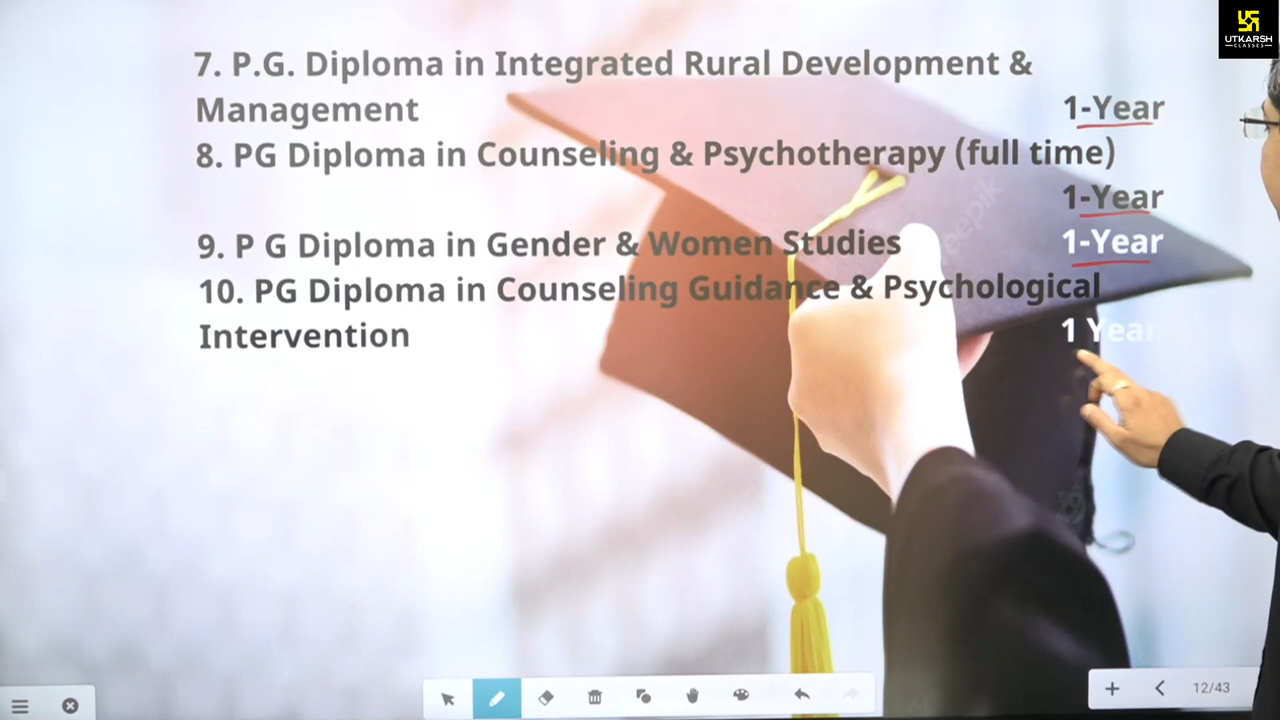 UTKARSH
CLASSES
7. P.G. Diploma in Integrated Rural Development &
Management 1-Year
8. PG Diploma in Counseling & Psychotherapy (full time)
1-Year
9. P G Diploma in Gender & Women Studies 1-Year
10. PG Diploma in Counseling Guidance & Psychological
Intervention 1 Year
12/43